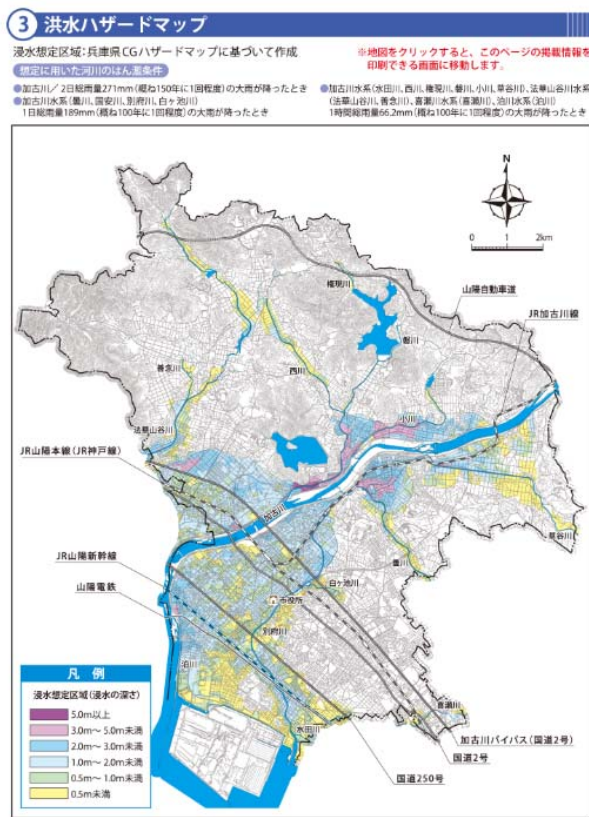 3 洪水ハザードマップ
浸水想定区域:兵庫県CGハザードマップに基づいて作成
※地図をクリックすると、このページの掲載情報を
印刷できる画面に移動します。
想定に用いた河川のはん濫条件
●加古川/2日総雨量271mm(概ね150年に1回程度)の大雨が降ったとき
●加古川水系(曇川、国安川、別府川、白ヶ池川)
1日総雨量189mm(概ね100年に1回程度)の大雨が降ったとき
●加古川水系(水田川、西川、権現川、磐川、小川、草谷川)、法華山谷川水系
(法華山谷川、善念川)、喜瀬川水系(喜瀬川)、泊川水系(泊川)
1時間総雨量66.2mm(概ね100年に1回程度)の大雨が降ったとき
N
0 1 2km
権現川
山陽自動車道
JR加古川線
磐川
善念川
西川
小川
法華山谷川
JR山陽本線(JR神戸線)
加古川
草谷川
曇川
JR山陽新幹線
白ヶ池川
山陽電鉄
市役所
別府川
泊川
水田川
喜瀬川
加古川バイパス(国道2号)
国道2号
国道250号
凡例
浸水想定区域(浸水の深さ)
5.0m以上
3.0m〜5.0m未満
2.0m〜3.0m未満
1.0m〜2.0m未満
0.5m〜1.0m未満
0.5m未満